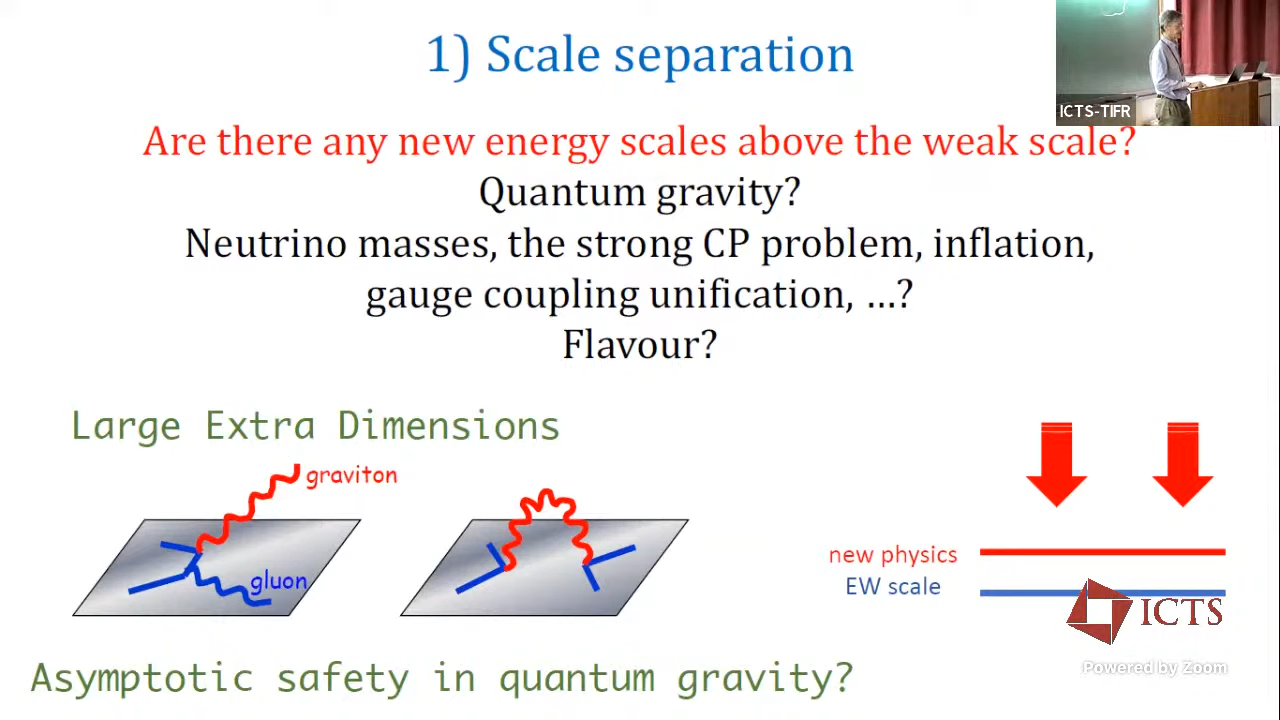 1) Scale separation
ICTS-TIFR
Are there any new energy scales above the weak scale?
Quantum gravity?
Neutrino masses, the strong CP problem, inflation,
gauge coupling unification, ...?
Flavour?
Large Extra Dimensions
graviton
gluon
new physics
EW scale
ICTS
Powered by Zoom
Asymptotic safety in quantum gravity?